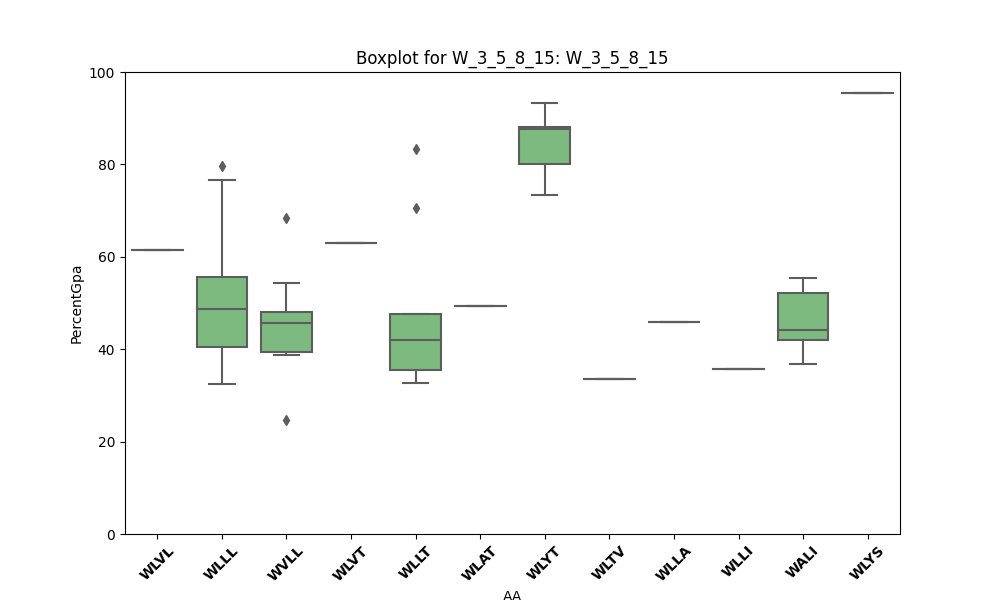 Boxplot for W_3_5_8_15: W_3_5_8_15
100
80
60
40
20
0
PercentGpa
WLVL
WLLL
WVLL
WLVT
WLLT
WLAT
WLYT
WLTV
WLLA
WLLI
WALI
WLYS
AA